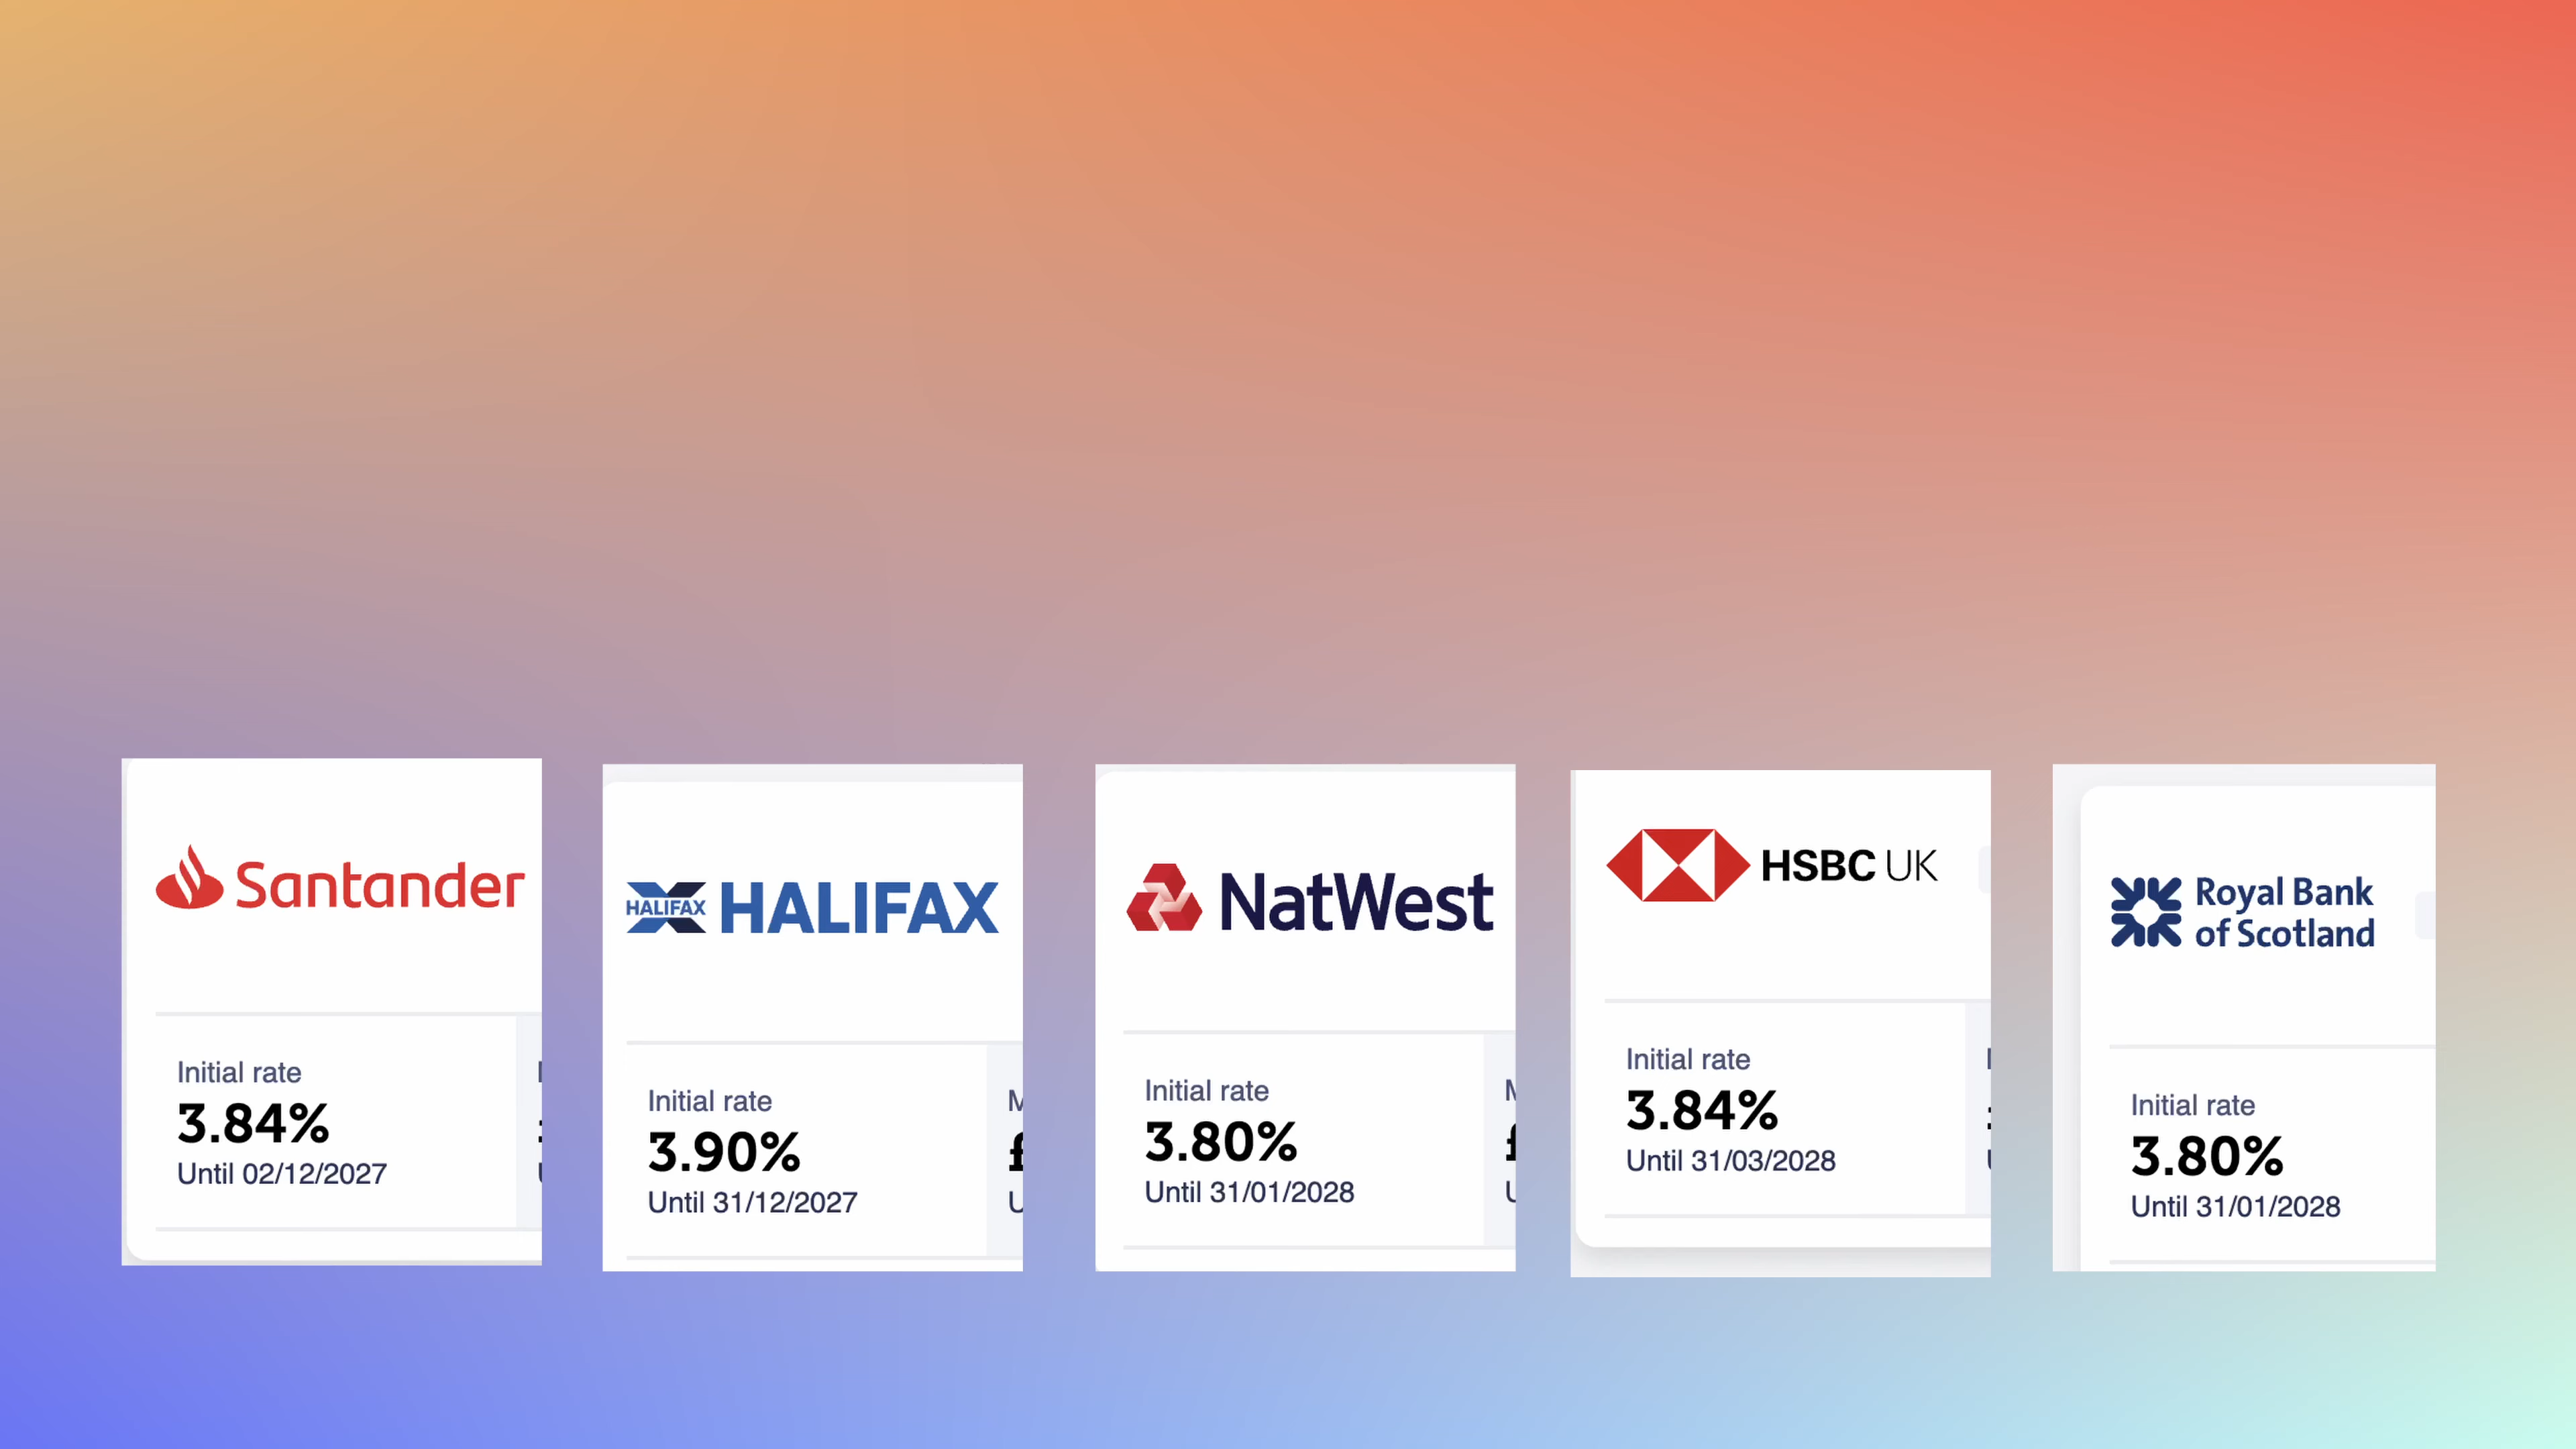 Santander
Initial rate
3.84%
Until 02/12/2027
HALIFAX HALIFAX
Initial rate
3.90%
Until 31/12/2027
£
NatWest
Initial rate
3.80%
Until 31/01/2028
£
HSBC UK
Initial rate
3.84%
Until 31/03/2028
Royal Bank
of Scotland
Initial rate
3.80%
Until 31/01/2028